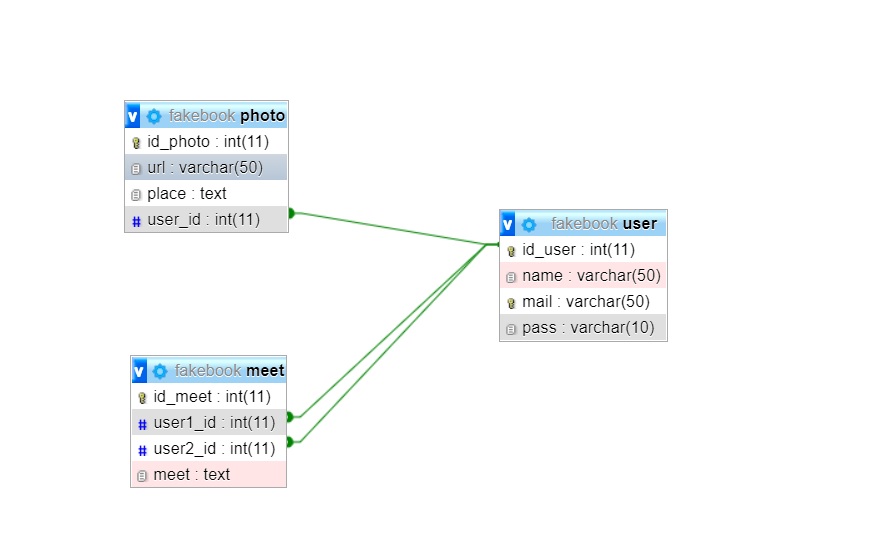 v fakebook photo
id_photo : int(11)
url : varchar(50)
place : text
# user_id : int(11)
v fakebook user
id_user : int(11)
name : varchar(50)
mail : varchar(50)
pass : varchar(10)
v fakebook meet
id_meet : int(11)
# user1_id : int(11)
# user2_id : int(11)
meet : text